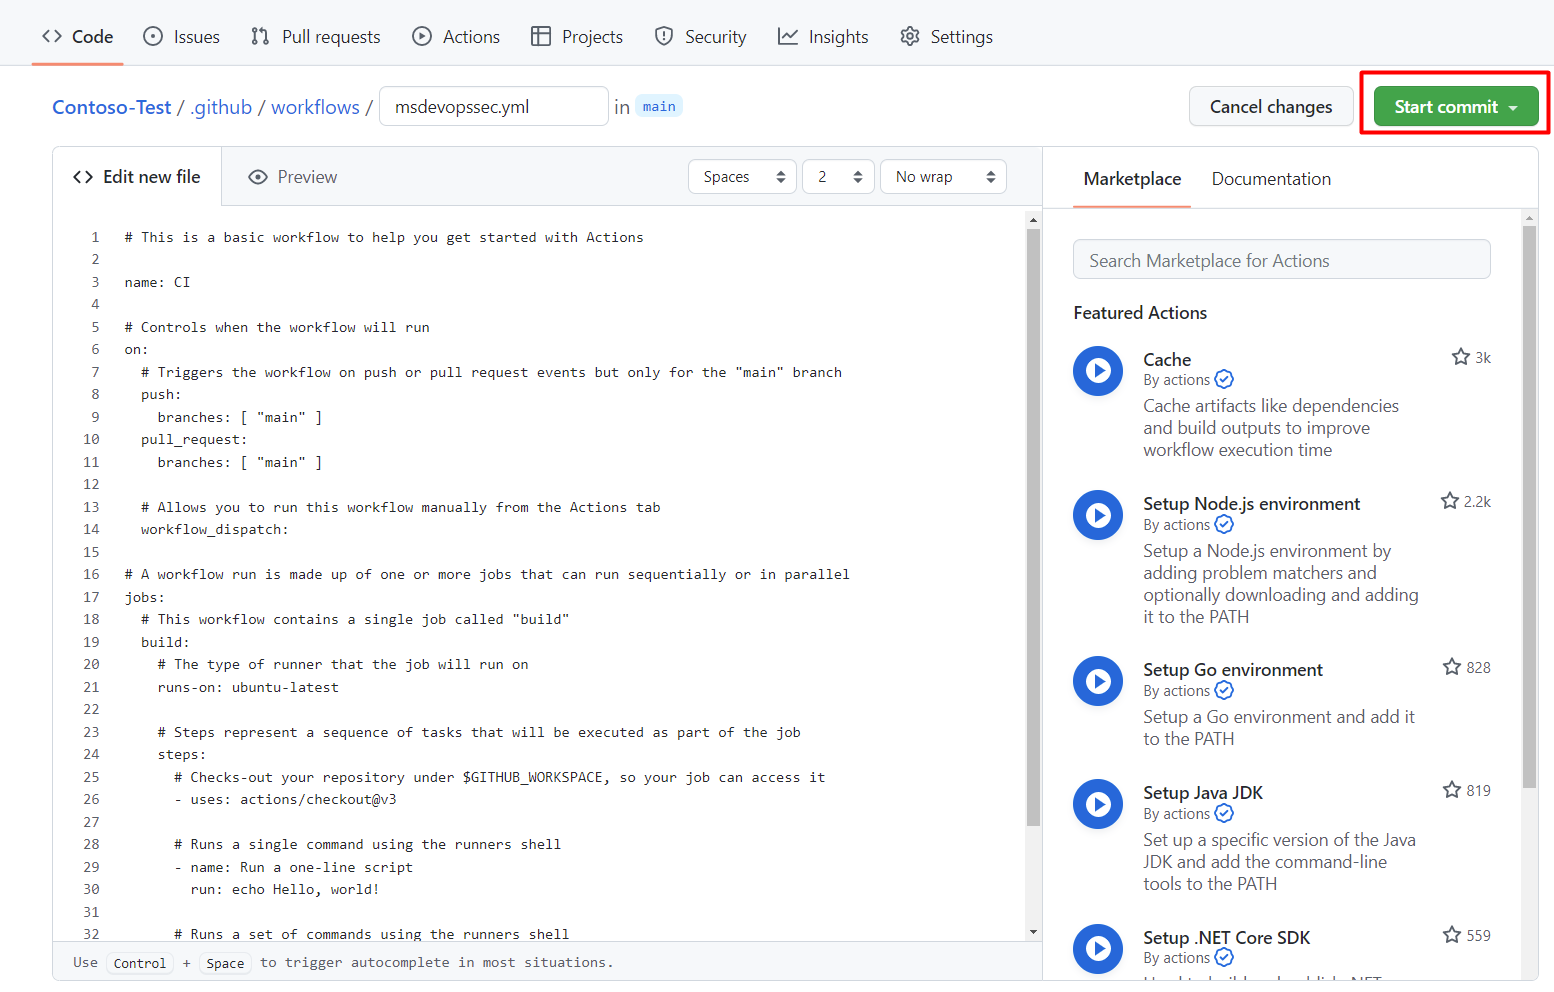 Code Issues Pull requests Actions Projects Security Insights Settings
Contoso-Test / .github / workflows / msdevopssec.yml in main Cancel changes Start commit
Edit new file Preview Spaces 2 No wrap
1 # This is a basic workflow to help you get started with Actions
2
3 name: CI
4
5 # Controls when the workflow will run
6 on:
7 # Triggers the workflow on push or pull request events but only for the "main" branch
8 push:
9 branches: [ "main" ]
10 pull_request:
11 branches: [ "main" ]
12
13 # Allows you to run this workflow manually from the Actions tab
14 workflow_dispatch:
15
16 # A workflow run is made up of one or more jobs that can run sequentially or in parallel
17 jobs:
18 # This workflow contains a single job called "build"
19 build:
20 # The type of runner that the job will run on
21 runs-on: ubuntu-latest
22
23 # Steps represent a sequence of tasks that will be executed as part of the job
24 steps:
25 # Checks-out your repository under $GITHUB_WORKSPACE, so your job can access it
26 - uses: actions/checkout@v3
27
28 # Runs a single command using the runners shell
29 - name: Run a one-line script
30 run: echo Hello, world!
31
32 # Runs a set of commands using the runners shell
Use Control + Space to trigger autocomplete in most situations.
Marketplace Documentation
Search Marketplace for Actions
Featured Actions
Cache 3k
By actions
Cache artifacts like dependencies
and build outputs to improve
workflow execution time
Setup Node.js environment 2.2k
By actions
Setup a Node.js environment by
adding problem matchers and
optionally downloading and adding
it to the PATH
Setup Go environment 828
By actions
Setup a Go environment and add it
to the PATH
Setup Java JDK 819
By actions
Set up a specific version of the Java
JDK and add the command-line
tools to the PATH
Setup .NET Core SDK 559
By actions